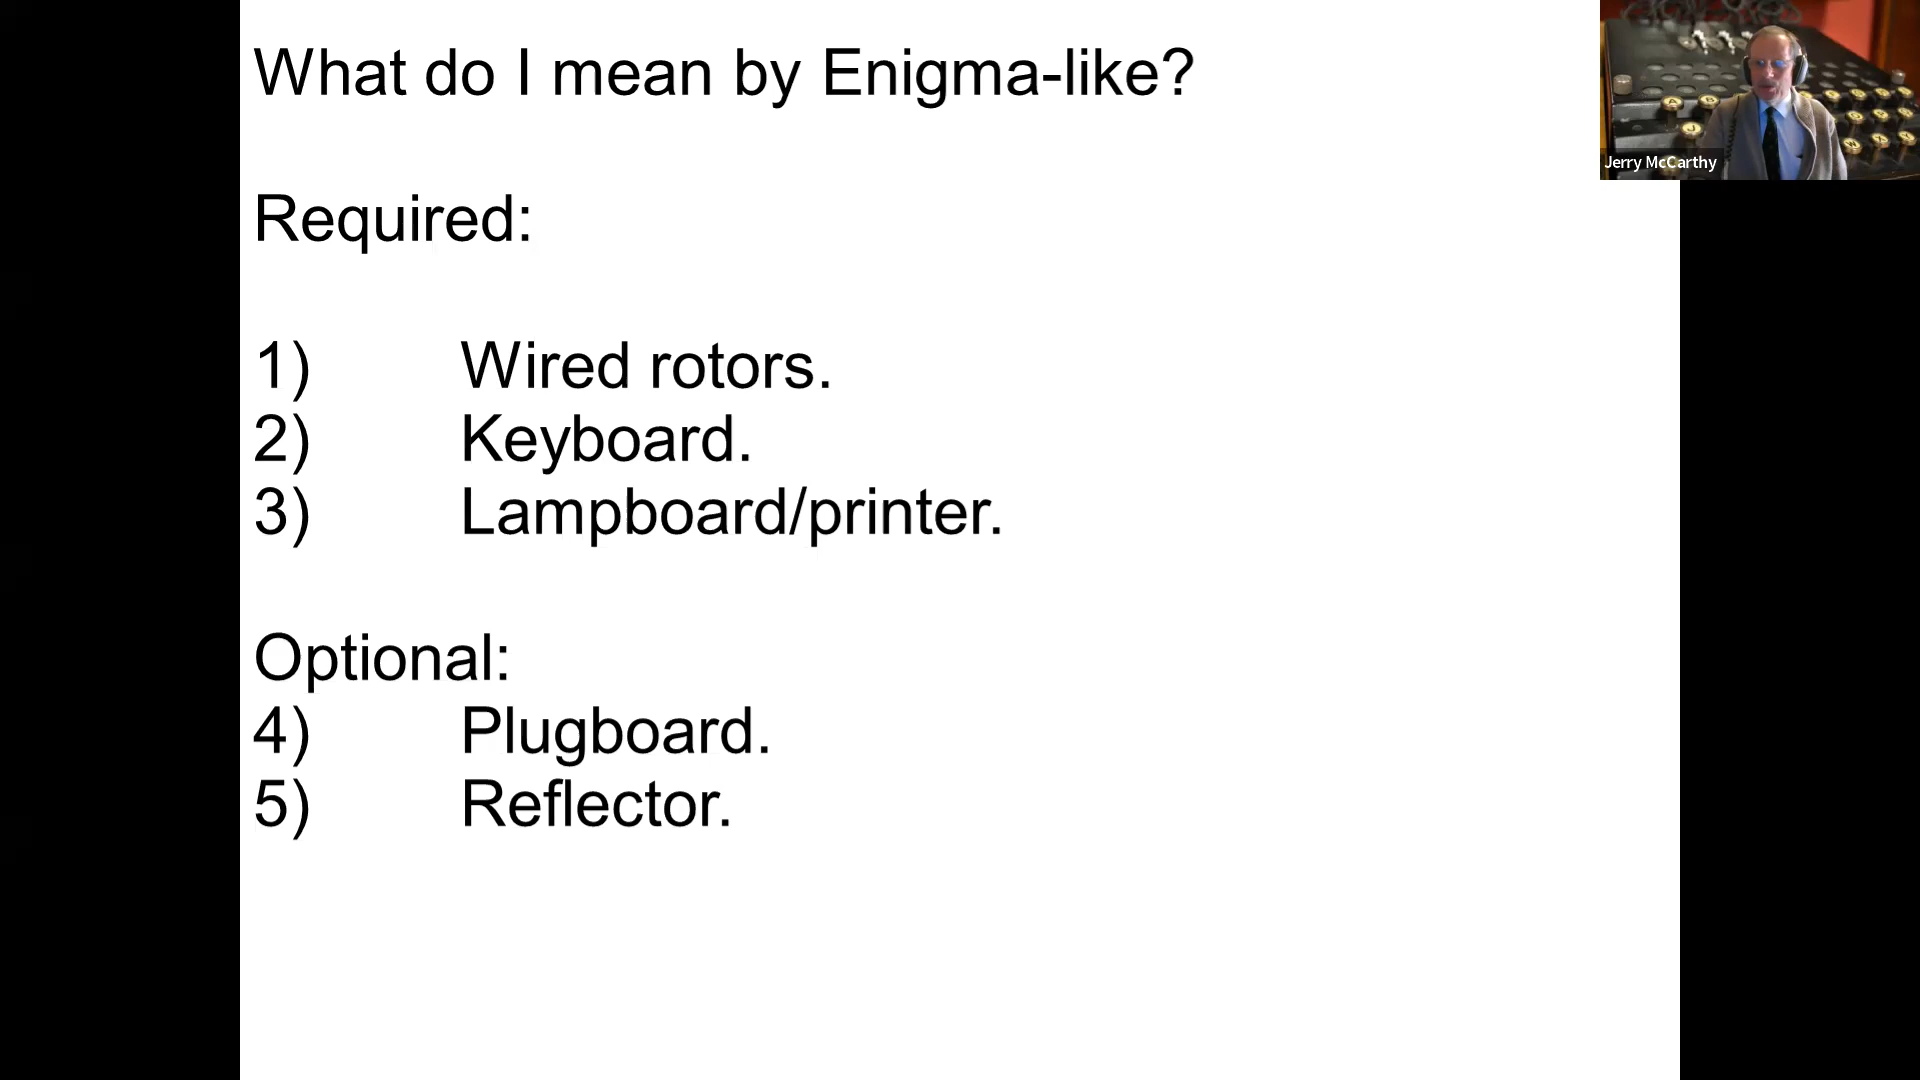 What do I mean by Enigma-like?
Required:
1) Wired rotors.
2) Keyboard.
3) Lampboard/printer.
Optional:
4) Plugboard.
5) Reflector.
Jerry McCarthy